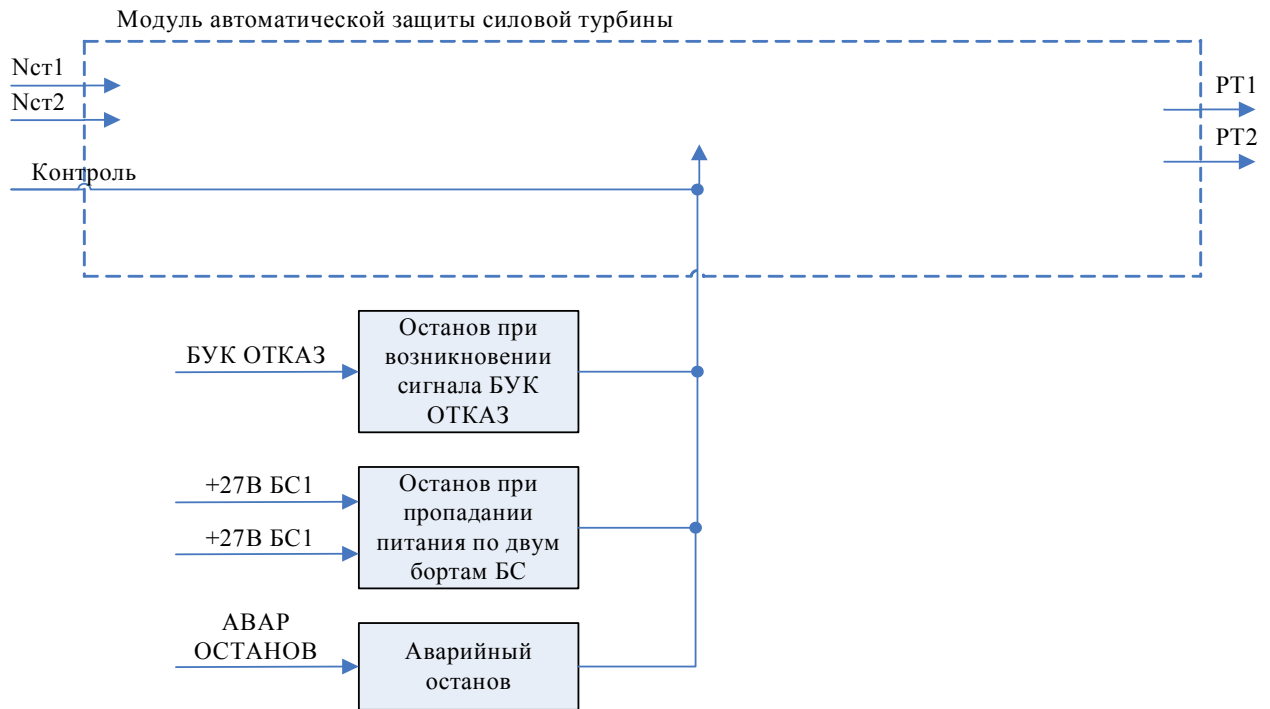 Модуль автоматической защиты силовой турбины
Nст1
Nст2
Контроль
РТ1
РТ2
БУК ОТКАЗ
Останов при
возникновении
сигнала БУК
ОТКАЗ
+27В БС1
+27В БС1
Останов при
пропадании
питания по двум
бортам БС
АВАР
ОСТАНОВ
Аварийный
останов